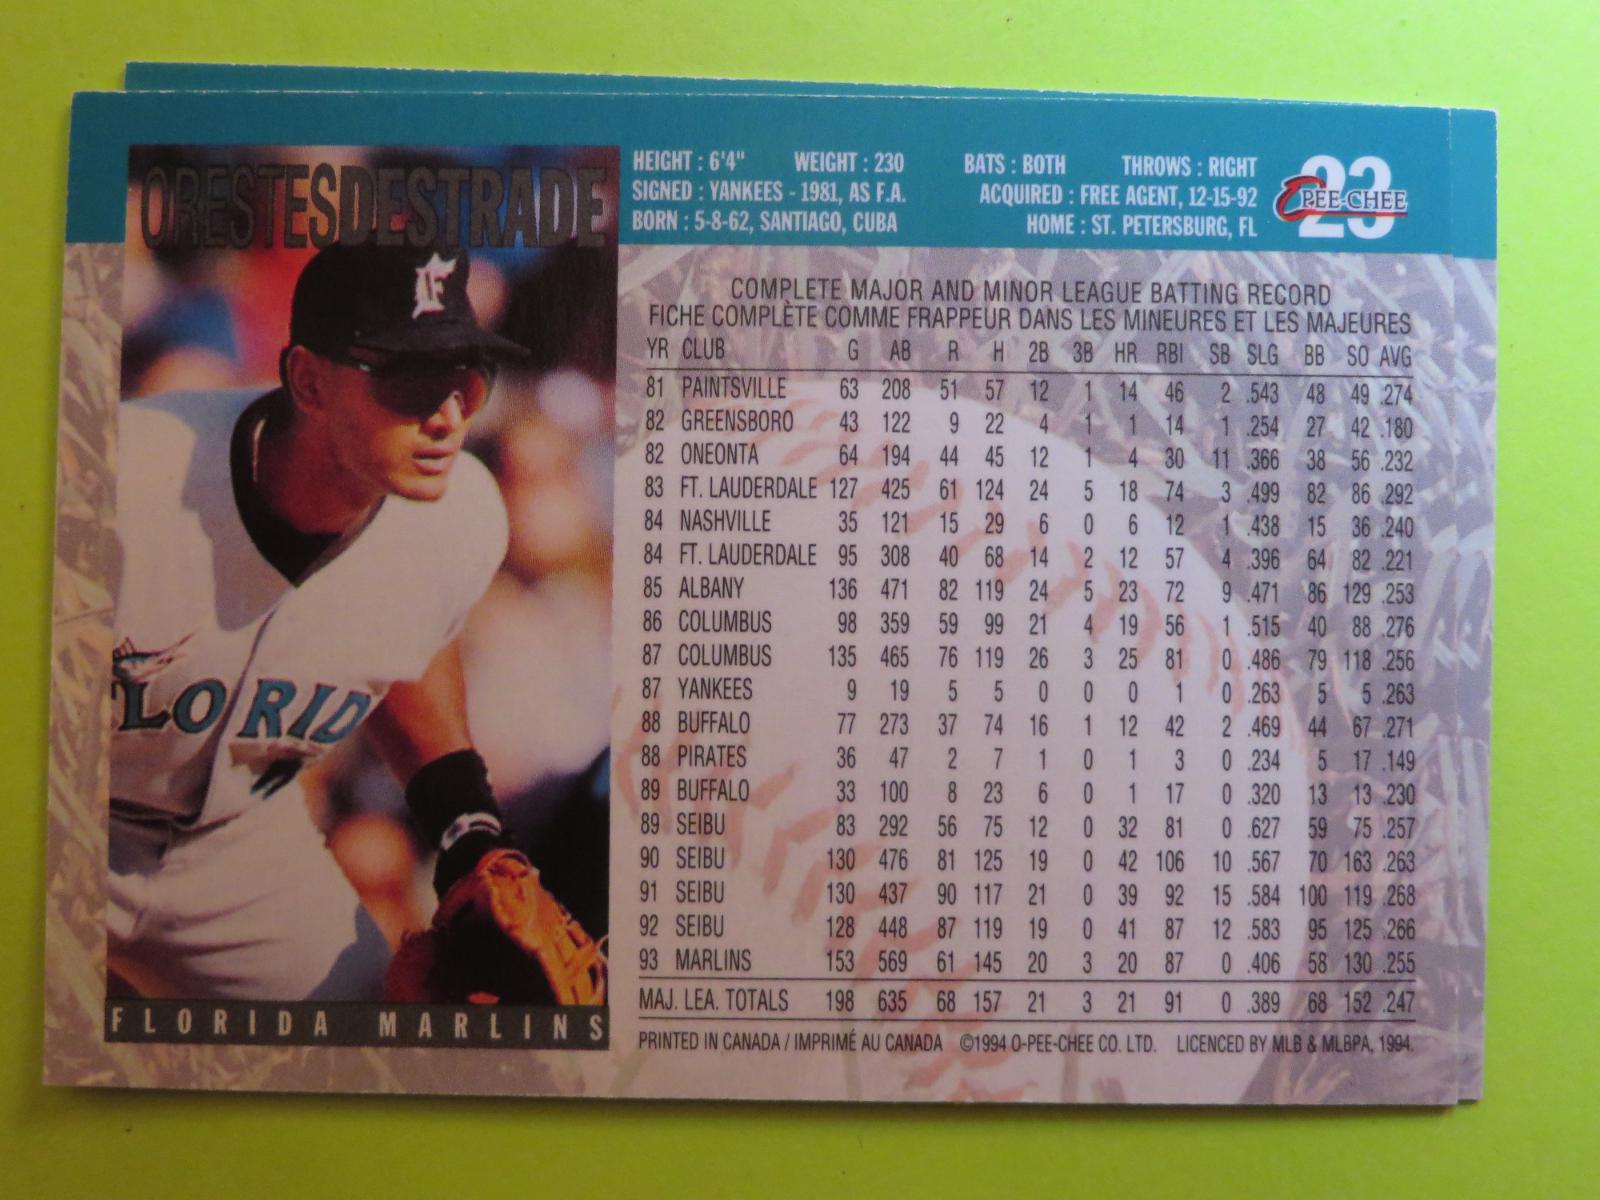 ORESTESDESTRADE
HEIGHT : 6'4" WEIGHT : 230 BATS : BOTH THROWS : RIGHT
SIGNED : YANKEES - 1981, AS F.A. ACQUIRED : FREE AGENT, 12-15-92
BORN : 5-8-62, SANTIAGO, CUBA HOME : ST. PETERSBURG, FL
23
O-PEE-CHEE
F
FLORID
COMPLETE MAJOR AND MINOR LEAGUE BATTING RECORD
FICHE COMPLÈTE COMME FRAPPEUR DANS LES MINEURES ET LES MAJEURES
YR CLUB G AB R H 2B 3B HR RBI SB SLG BB SO AVG
81 PAINTSVILLE 63 208 51 57 12 1 14 46 2 .543 48 49 .274
82 GREENSBORO 43 122 9 22 4 1 1 14 1 .254 27 42 .180
82 ONEONTA 64 194 44 45 12 1 4 30 11 .366 38 56 .232
83 FT. LAUDERDALE 127 425 61 124 24 5 18 74 3 .499 82 86 .292
84 NASHVILLE 35 121 15 29 6 0 6 12 1 .438 15 36 .240
84 FT. LAUDERDALE 95 308 40 68 14 2 12 57 4 .396 64 82 .221
85 ALBANY 136 471 82 119 24 5 23 72 9 .471 86 129 .253
86 COLUMBUS 98 359 59 99 21 4 19 56 1 .515 40 88 .276
87 COLUMBUS 135 465 76 119 26 3 25 81 0 .486 79 118 .256
87 YANKEES 9 19 5 5 0 0 0 1 0 .263 5 5 .263
88 BUFFALO 77 273 37 74 16 1 12 42 2 .469 44 67 .271
88 PIRATES 36 47 2 7 1 0 1 3 0 .234 5 17 .149
89 BUFFALO 33 100 8 23 6 0 1 17 0 .320 13 13 .230
89 SEIBU 83 292 56 75 12 0 32 81 0 .627 59 75 .257
90 SEIBU 130 476 81 125 19 0 42 106 10 .567 70 163 .263
91 SEIBU 130 437 90 117 21 0 39 92 15 .584 100 119 .268
92 SEIBU 128 448 87 119 19 0 41 87 12 .583 95 125 .266
93 MARLINS 153 569 61 145 20 3 20 87 0 .406 58 130 .255
MAJ. LEA. TOTALS 198 635 68 157 21 3 21 91 0 .389 68 152 .247
FLORIDA MARLINS
PRINTED IN CANADA / IMPRIMÉ AU CANADA ©1994 O-PEE-CHEE CO. LTD. LICENCED BY MLB & MLBPA, 1994.